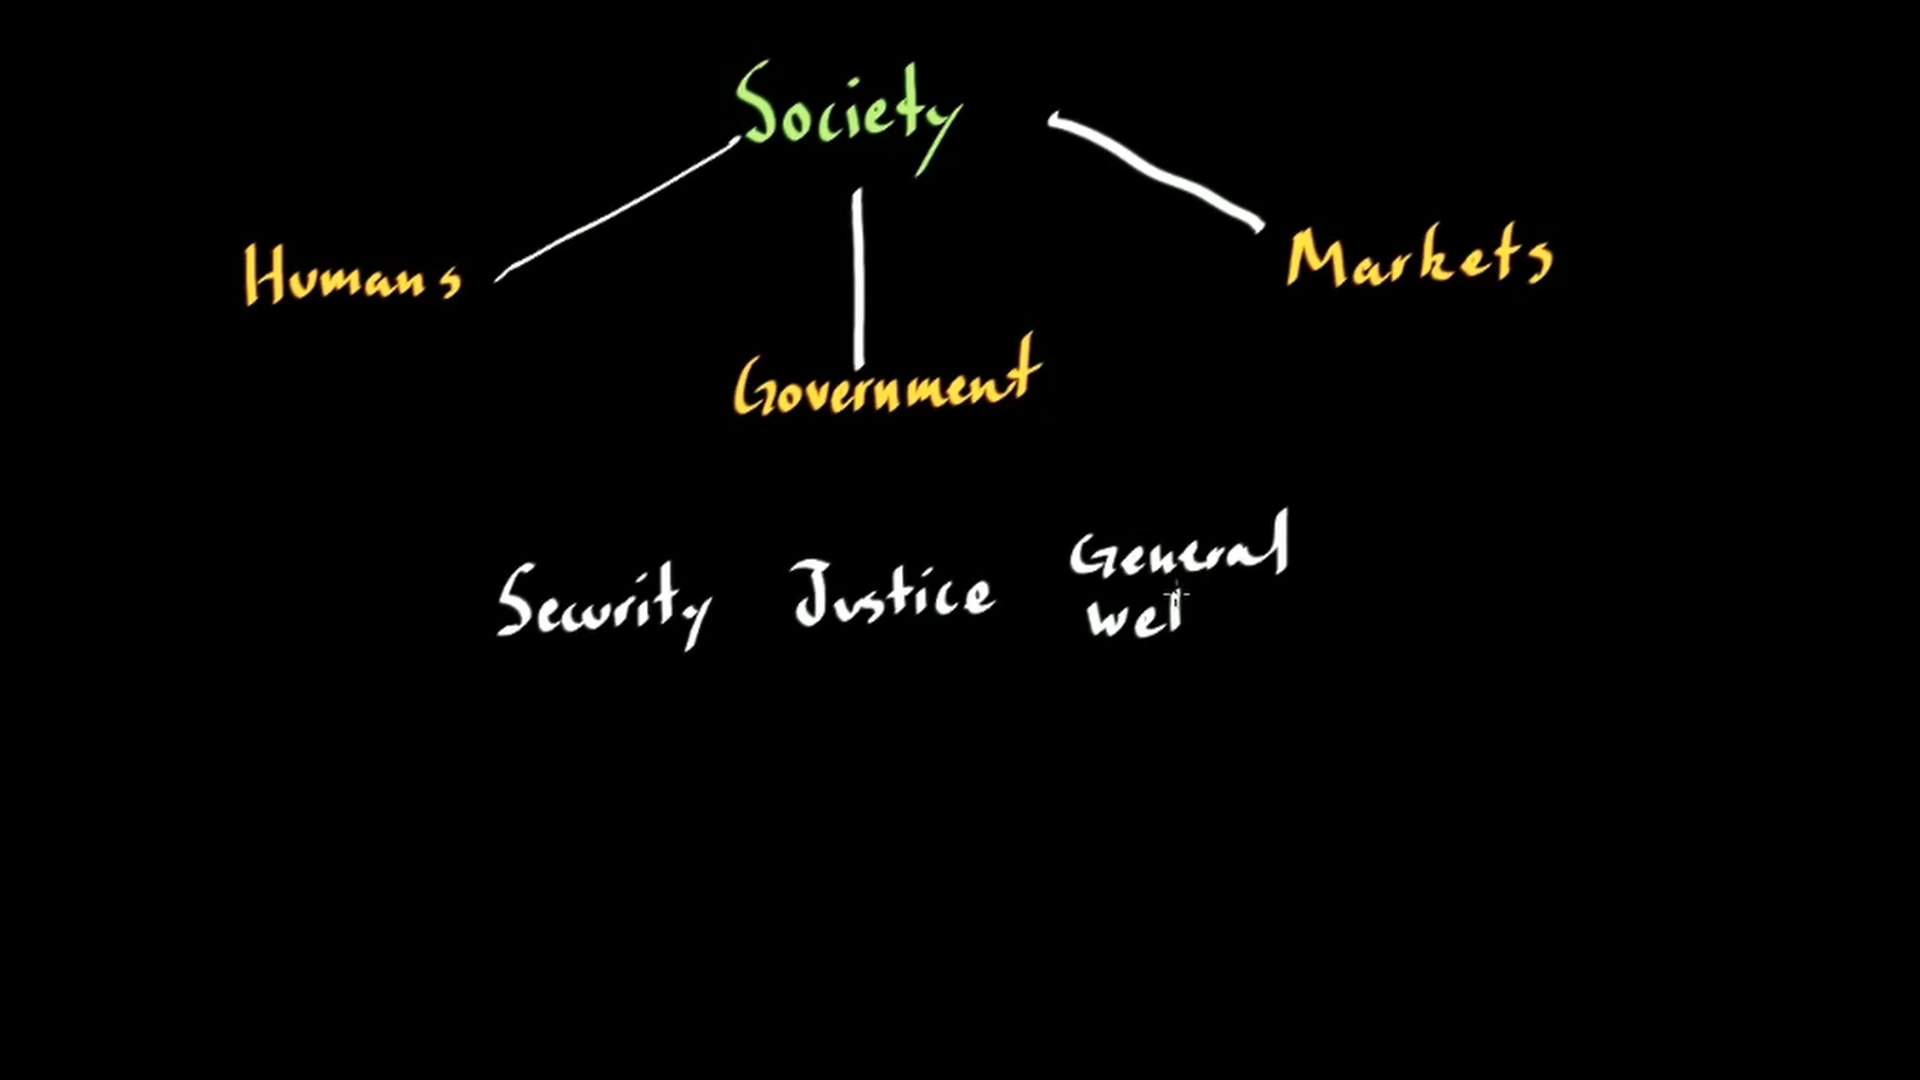 Society
Humans
Markets
Government
Security Justice General
wel